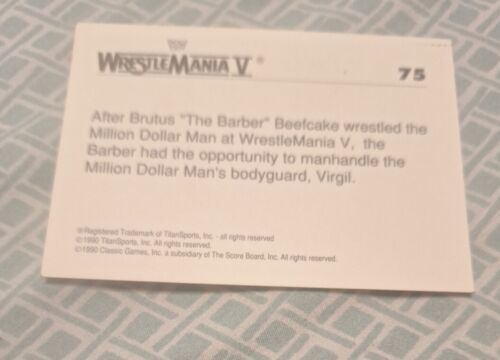 W
WRESTLEMANIA V ®
75
After Brutus "The Barber" Beefcake wrestled the
Million Dollar Man at WrestleMania V, the
Barber had the opportunity to manhandle the
Million Dollar Man's bodyguard, Virgil.
®Registered Trademark of TitanSports, Inc. - all rights reserved
©1990 TitanSports, Inc. All rights reserved.
©1990 Classic Games, Inc. a subsidiary of The Score Board, Inc. All rights reserved.